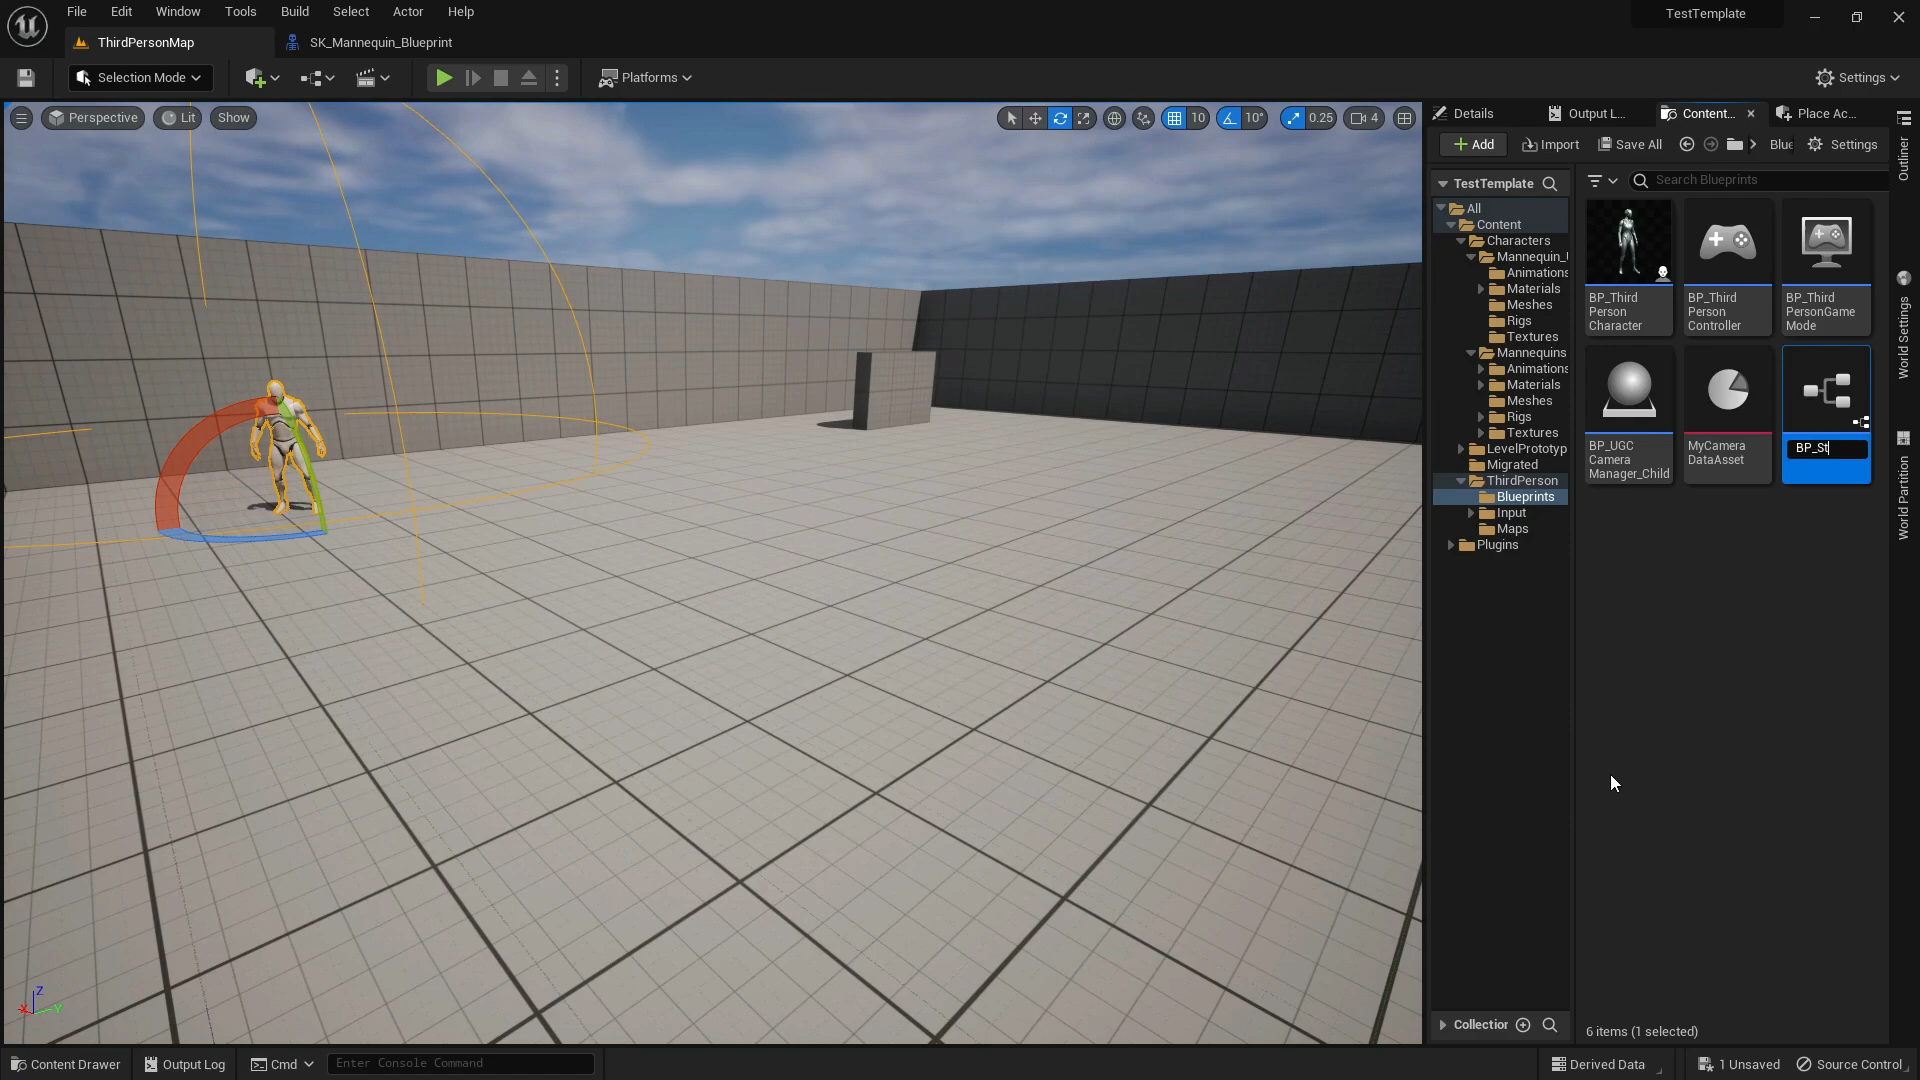 File Edit Window Tools Build Select Actor Help
TestTemplate
ThirdPersonMap
SK_Mannequin_Blueprint
Selection Mode
Platforms
Settings
Perspective
Lit
Show
10
10°
0.25
4
Details
Output L...
Content...
Place Ac...
Add
Import
Save All
Blue
Settings
TestTemplate
Search Blueprints
All
Content
Characters
Mannequin_
Animations
Materials
Meshes
Rigs
Textures
Mannequins
Animations
Materials
Meshes
Rigs
Textures
LevelPrototyp
Migrated
ThirdPerson
Blueprints
Input
Maps
Plugins
BP_Third
Person
Character
BP_Third
Person
Controller
BP_Third
PersonGame
Mode
BP_UGC
Camera
Manager_Child
MyCamera
DataAsset
BP_St
Outliner
World Settings
World Partition
Z
X
Y
Collection
6 items (1 selected)
Content Drawer
Output Log
Cmd
Enter Console Command
Derived Data
1 Unsaved
Source Control